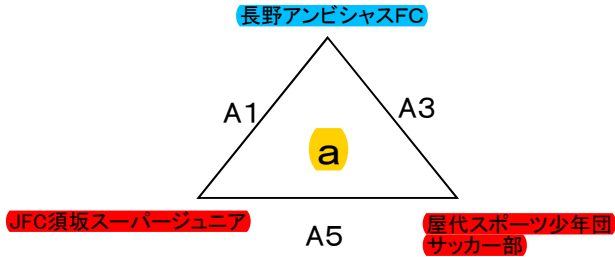 長野アンビシャスFC
A1
A3
a
JFC須坂スーパージュニア
屋代スポーツ少年団
サッカー部
A5